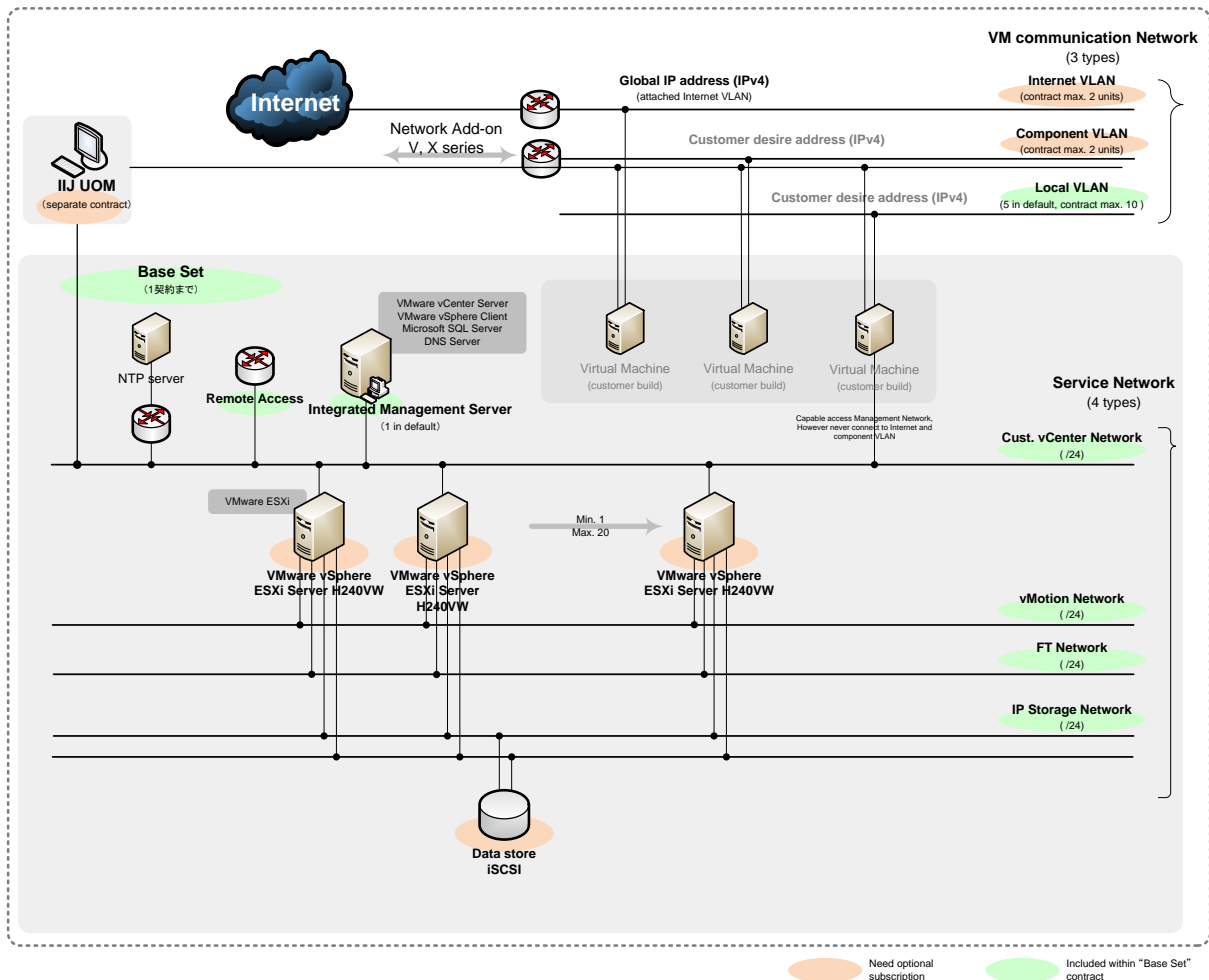 VM communication Network
(3 types)
Internet
Global IP address (IPv4)
(attached Internet VLAN)
Internet VLAN
(contract max. 2 units)
Network Add-on
V, X series
Customer desire address (IPv4)
Component VLAN
(contract max. 2 units)
IIJ UOM
(separate contract)
Customer desire address (IPv4)
Local VLAN
(5 in default, contract max. 10 )
Base Set
(1契約まで)
VMware vCenter Server
VMware vSphere Client
Microsoft SQL Server
DNS Server
NTP server
Remote Access
Integrated Management Server
(1 in default)
Virtual Machine
(customer build)
Virtual Machine
(customer build)
Virtual Machine
(customer build)
Capable access Management Network,
However never connect to Internet and
component VLAN
Service Network
(4 types)
Cust. vCenter Network
( /24)
VMware ESXi
Min. 1
Max. 20
VMware vSphere
ESXi Server H240VW
VMware vSphere
ESXi Server
H240VW
VMware vSphere
ESXi Server H240VW
vMotion Network
( /24)
FT Network
( /24)
IP Storage Network
( /24)
Data store
iSCSI
Need optional
subscription
Included within “Base Set”
contract